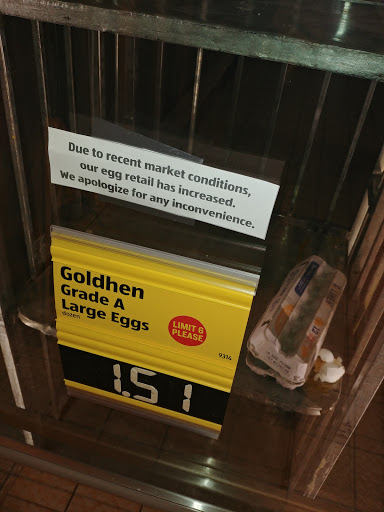 Due to recent market conditions,
our egg retail has increased.
We apologize for any inconvenience.
Goldhen
Grade A
Large Eggs
dozen
LIMIT 6
PLEASE
9314
1.51